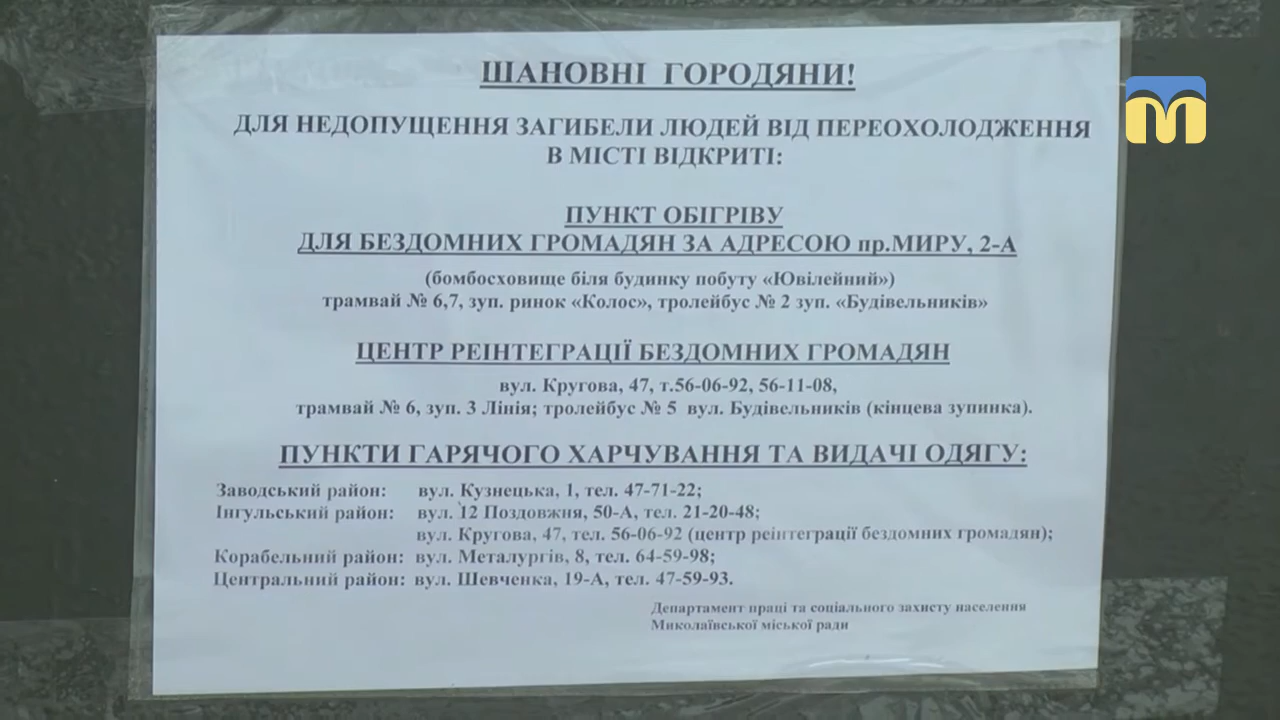 ШАНОВНІ ГОРОДЯНИ!
ДЛЯ НЕДОПУЩЕННЯ ЗАГИБЕЛИ ЛЮДЕЙ ВІД ПЕРЕОХОЛОДЖЕННЯ
В МІСТІ ВІДКРИТІ:
ПУНКТ ОБІГРІВУ
ДЛЯ БЕЗДОМНИХ ГРОМАДЯН ЗА АДРЕСОЮ пр.МИРУ, 2-А
(бомбосховище біля будинку побуту «Ювілейний»)
трамвай № 6,7, зуп. ринок «Колос», тролейбус № 2 зуп. «Будівельників»
ЦЕНТР РЕІНТЕГРАЦІЇ БЕЗДОМНИХ ГРОМАДЯН
вул. Кругова, 47, т.56-06-92, 56-11-08,
трамвай № 6, зуп. 3 Лінія; тролейбус № 5 вул. Будівельників (кінцева зупинка).
ПУНКТИ ГАРЯЧОГО ХАРЧУВАННЯ ТА ВИДАЧІ ОДЯГУ:
Заводський район: вул. Кузнецька, 1, тел. 47-71-22;
Інгульський район: вул. 12 Поздовжня, 50-А, тел. 21-20-48;
вул. Кругова, 47, тел. 56-06-92 (центр реінтеграції бездомних громадян);
Корабельний район: вул. Металургів, 8, тел. 64-59-98;
Центральний район: вул. Шевченка, 19-А, тел. 47-59-93.
Департамент праці та соціального захисту населення
Миколаївської міської ради